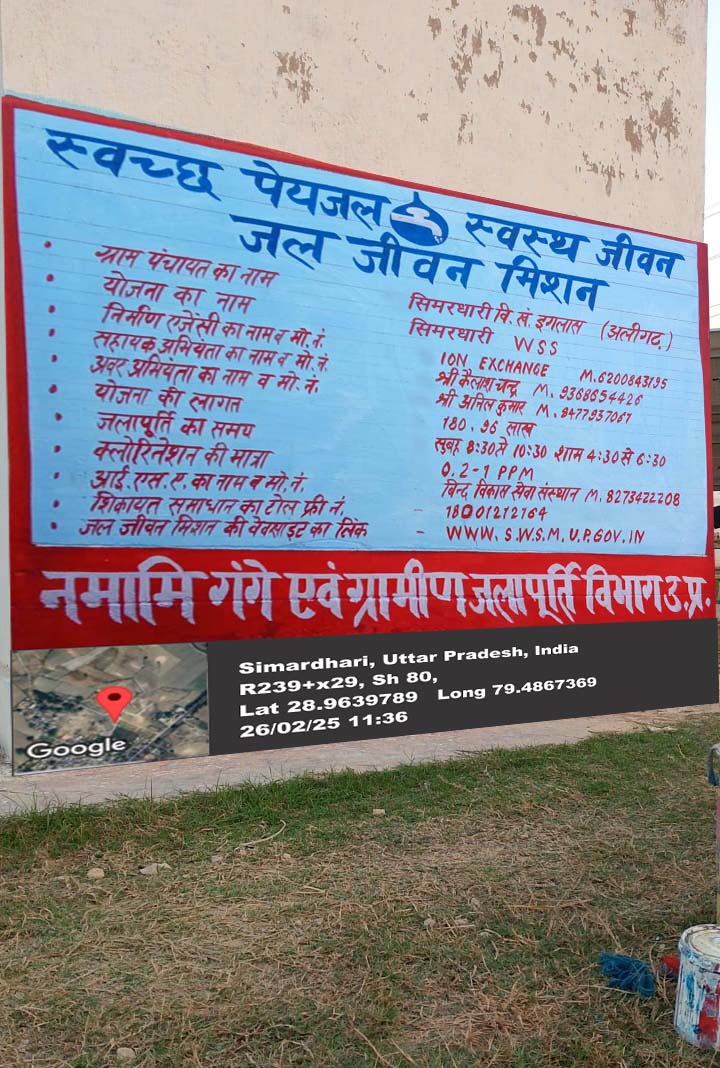 स्वच्छ पेयजल स्वस्थ जीवन
जल जीवन मिशन
• ग्राम पंचायत का नाम सिमरधारी वि. सं. इगलास (अलीगढ़)
• योजना का नाम सिमरधारी WSS
• निर्माण एजेंसी का नाम व मो. नं. ION EXCHANGE M. 6200843195
• सहायक अभियंता का नाम व मो. नं. श्री कैलाश चन्द्र M. 9368654426
• अवर अभियंता का नाम व मो. नं. श्री अनिल कुमार M. 8477937067
• योजना की लागत 180.96 लाख
• जलापूर्ति का समय सुबह 8:30 से 10:30 शाम 4:30 से 6:30
• क्लोरिनेशन की मात्रा 0.2-1 PPM
• आई. एस. ए. का नाम व मो. नं. विन्द विकास सेवा संस्थान M. 8273422208
• शिकायत समाधान का टोल फ्री नं. - 18001212164
• जल जीवन मिशन की वेबसाइट का लिंक - WWW.S.W.S.M.U.P.GOV.IN
नमामि गंगे एवं ग्रामीण जलापूर्ति विभाग उ.प्र.
Simardhari, Uttar Pradesh, India
R239+x29, Sh 80,
Lat 28.9639789 Long 79.4867369
26/02/25 11:36
Google